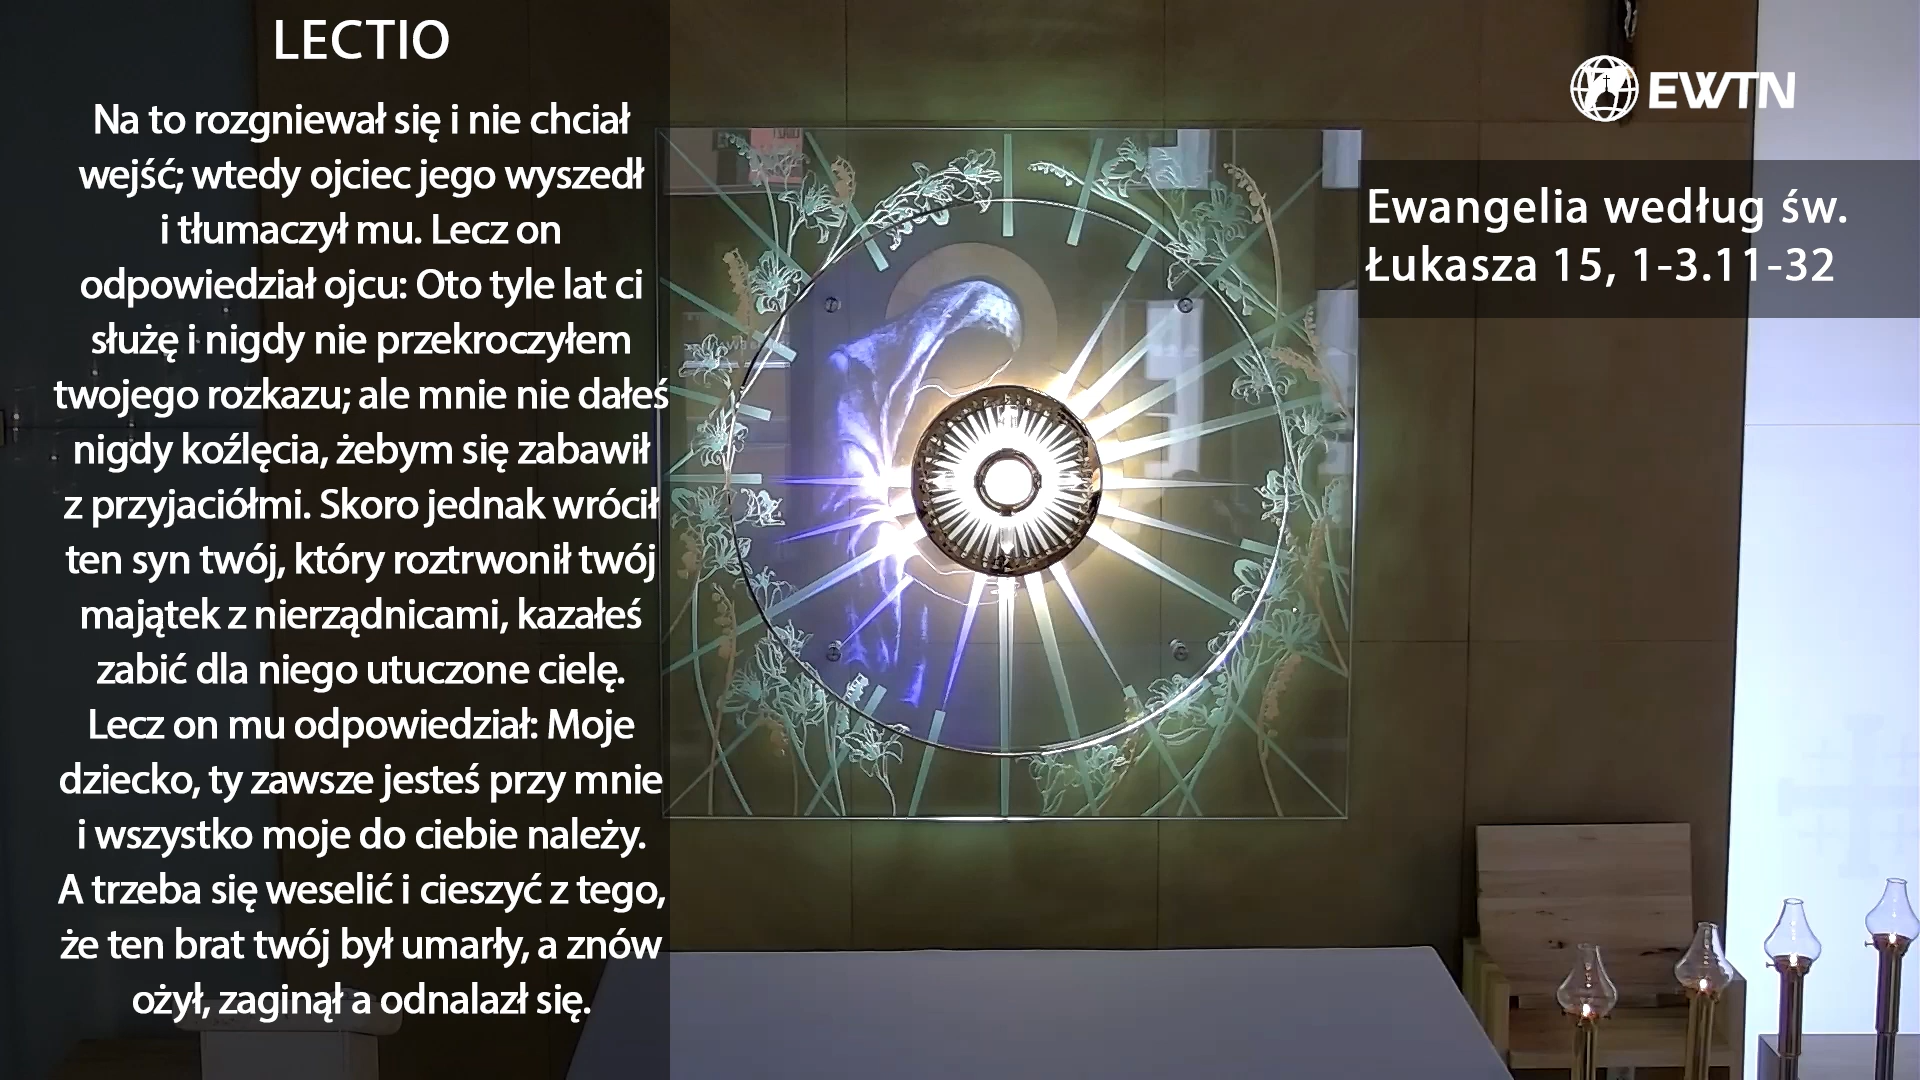 LECTIO
Na to rozgniewał się i nie chciał
wejść; wtedy ojciec jego wyszedł
i tłumaczył mu. Lecz on
odpowiedział ojcu: Oto tyle lat ci
służę i nigdy nie przekroczyłem
twojego rozkazu; ale mnie nie dałeś
nigdy koźlęcia, żebym się zabawił
z przyjaciółmi. Skoro jednak wrócił
ten syn twój, który roztrwonił twój
majątek z nierządnicami, kazałeś
zabić dla niego utuczone cielę.
Lecz on mu odpowiedział: Moje
dziecko, ty zawsze jesteś przy mnie
i wszystko moje do ciebie należy.
A trzeba się weselić i cieszyć z tego,
że ten brat twój był umarły, a znów
ożył, zaginął a odnalazł się.
EWTN
Ewangelia według św.
Łukasza 15, 1-3.11-32